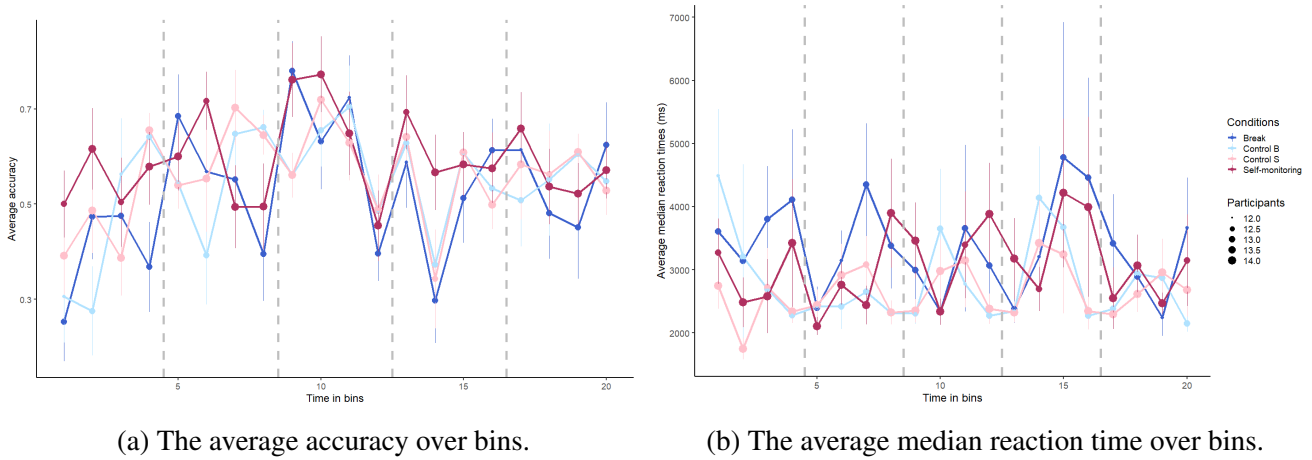 Average accuracy
0.7
0.5
0.3
5
10
15
20
Time in bins
(a) The average accuracy over bins.
Average median reaction times (ms)
7000
6000
5000
4000
3000
2000
5
10
15
20
Time in bins
(b) The average median reaction time over bins.
Conditions
Break
Control B
Control S
Self-monitoring
Participants
12.0
12.5
13.0
13.5
14.0